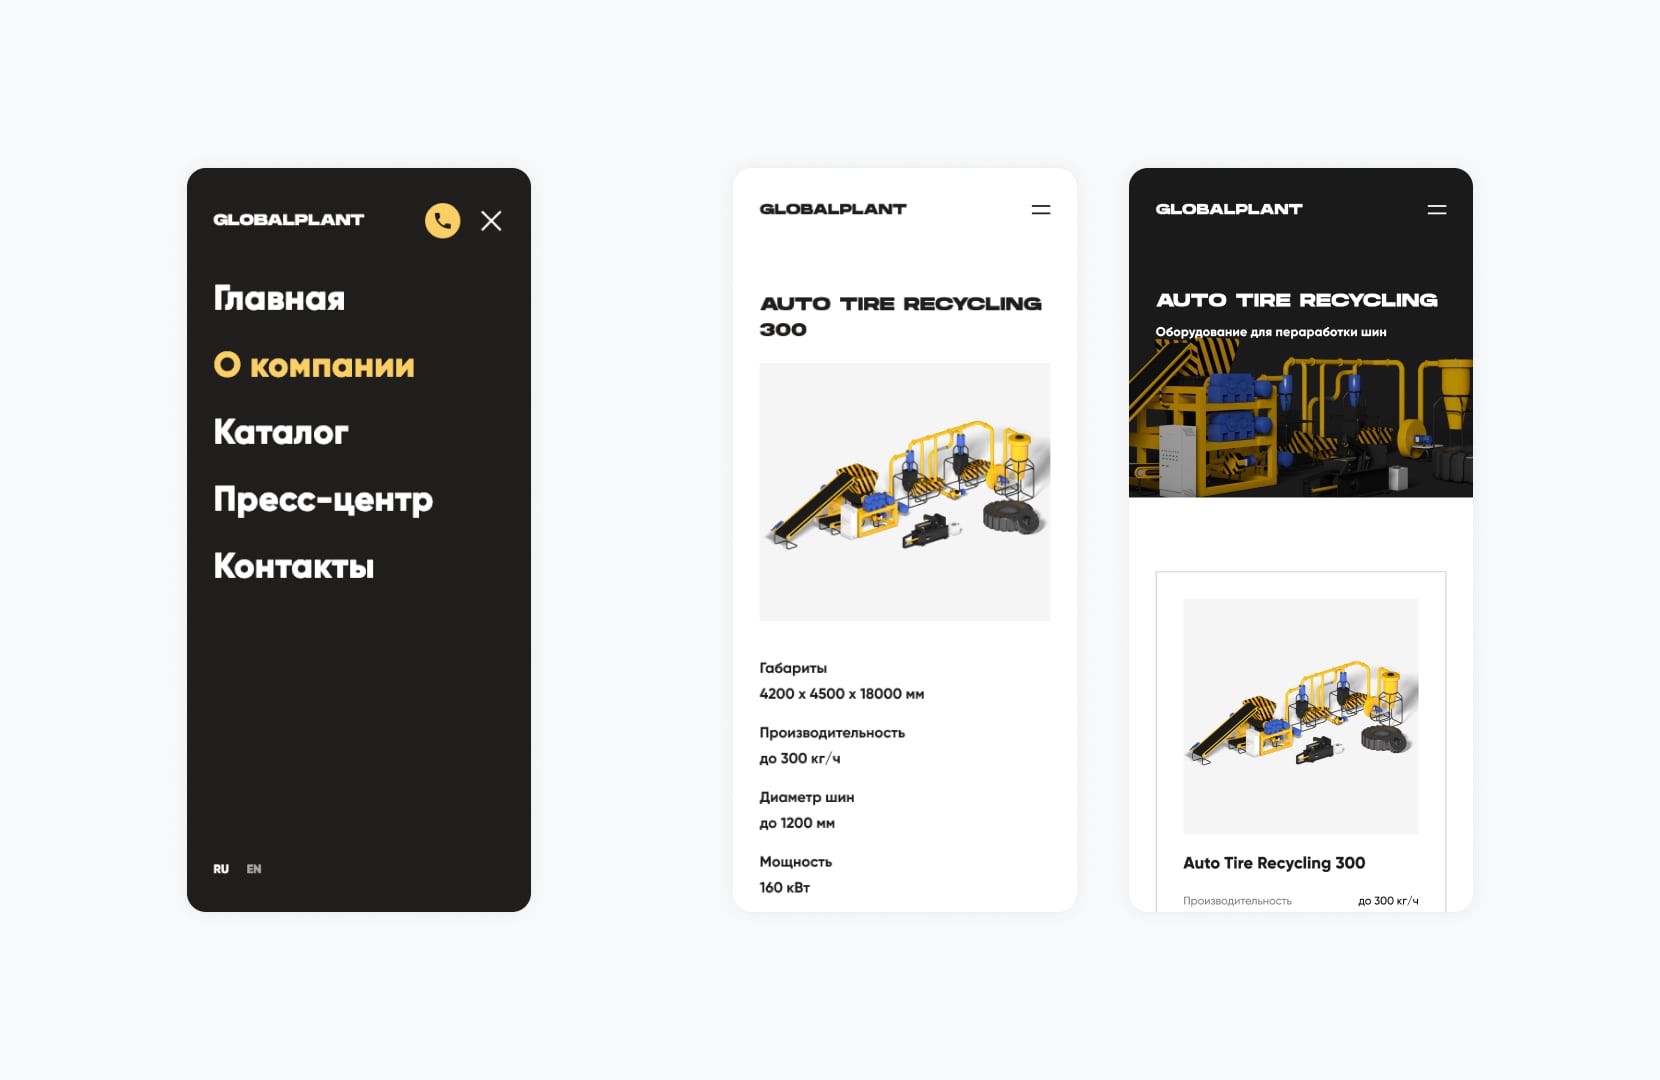 GLOBALPLANT
Главная
О компании
Каталог
Пресс-центр
Контакты
RU EN
GLOBALPLANT
AUTO TIRE RECYCLING
300
Габариты
4200 x 4500 x 18000 мм
Производительность
до 300 кг/ч
Диаметр шин
до 1200 мм
Мощность
160 кВт
GLOBALPLANT
AUTO TIRE RECYCLING
Оборудование для пераработки шин
Auto Tire Recycling 300
Производительность до 300 кг/ч